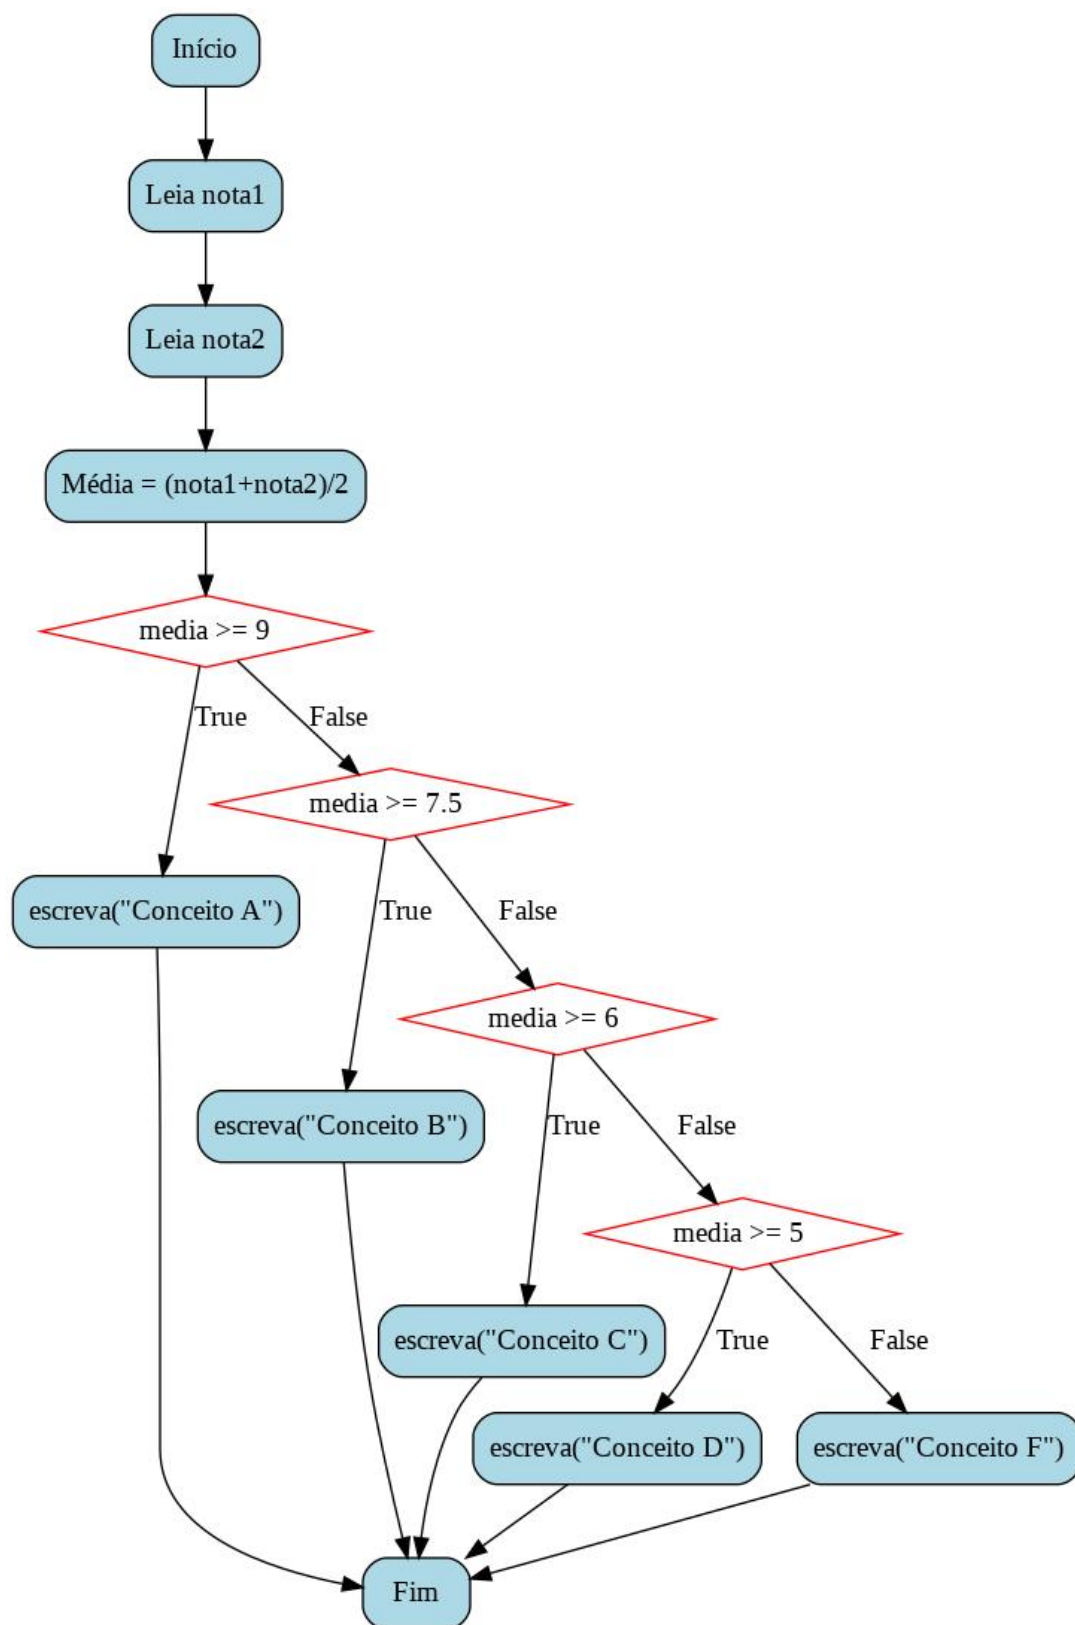 Início
Leia nota1
Leia nota2
Média = (nota1+nota2)/2
media >= 9
True
False
media >= 7.5
escreva("Conceito A")
True
False
media >= 6
escreva("Conceito B")
True
False
media >= 5
escreva("Conceito C")
True
False
escreva("Conceito D")
escreva("Conceito F")
Fim